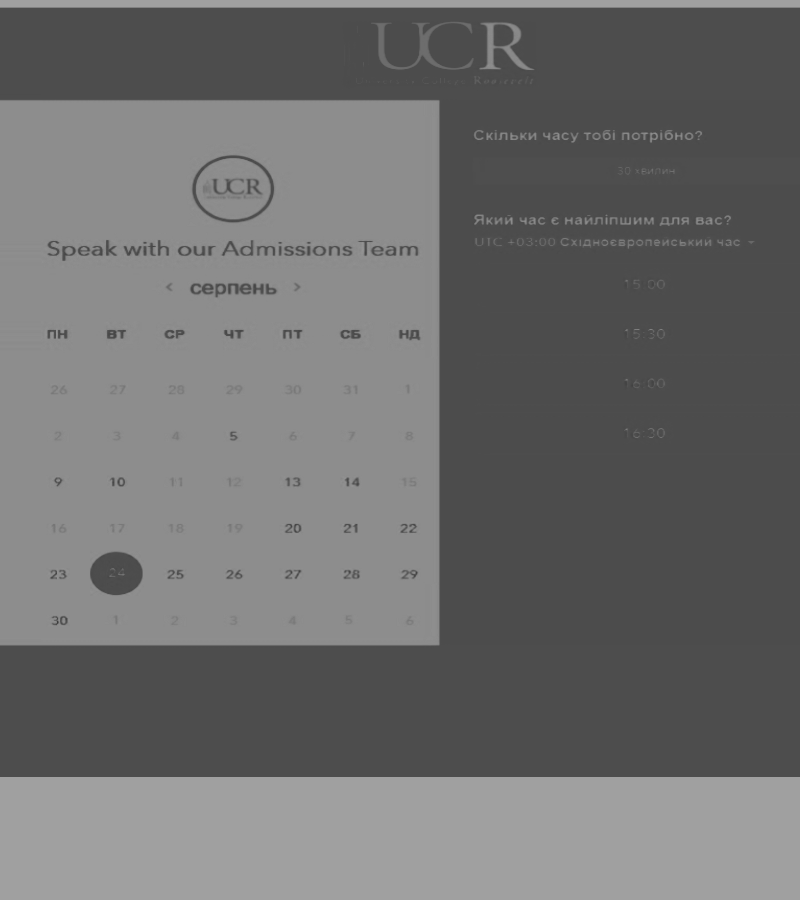 UCR
College Roosevelt
UCR
Speak with our Admissions Team
< серпень >
ПН ВТ СР ЧТ ПТ СБ НД
26 27 28 29 30 31 1
2 3 4 5 6 7 8
9 10 11 12 13 14 15
16 17 18 19 20 21 22
23 24 25 26 27 28 29
30 1 2 3 4 5 6
Скільки часу тобі потрібно?
30 хвилин
Який час є найліпшим для вас?
UTC +03:00 Східноєвропейський час
15:00
15:30
16:00
16:30